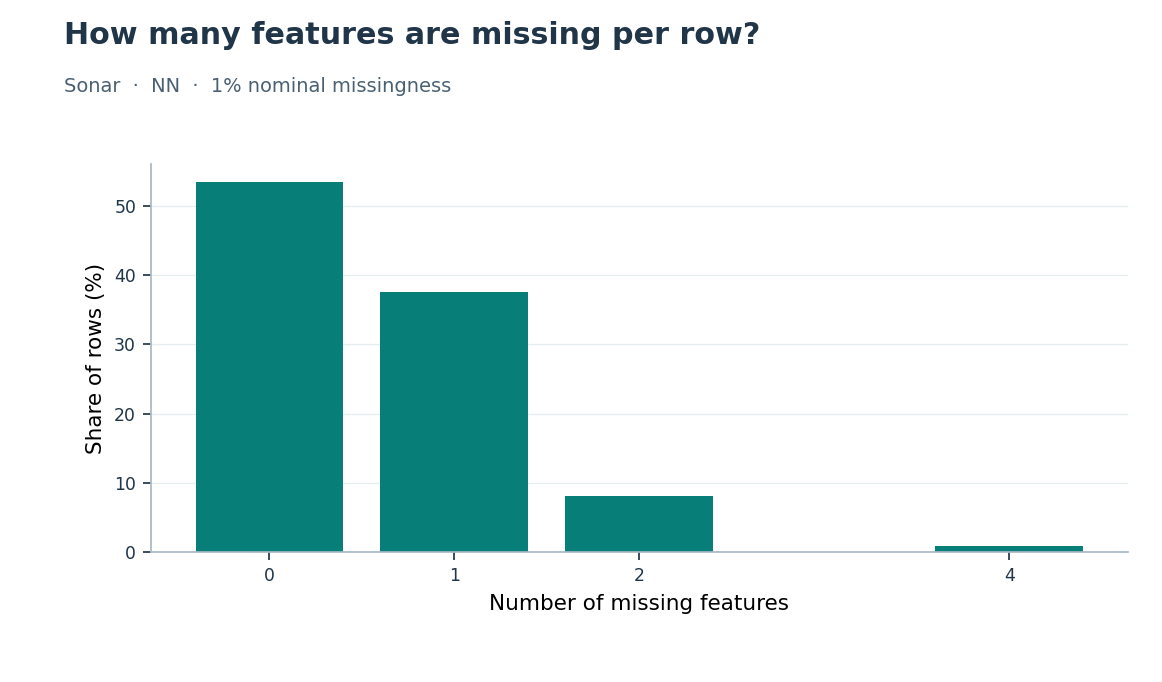 How many features are missing per row?
Sonar · NN · 1% nominal missingness
Share of rows (%)
50
40
30
20
10
0
0 1 2 4
Number of missing features